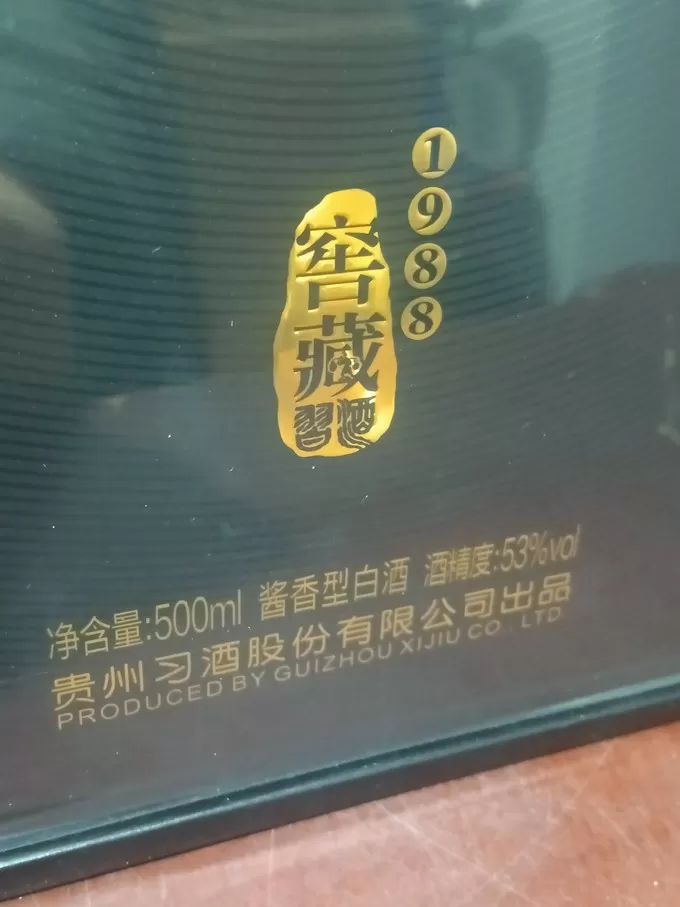 1988
窖藏
習酒
净含量:500ml 酱香型白酒 酒精度:53%vol
贵州习酒股份有限公司出品
PRODUCED BY GUIZHOU XIJIU CO., LTD